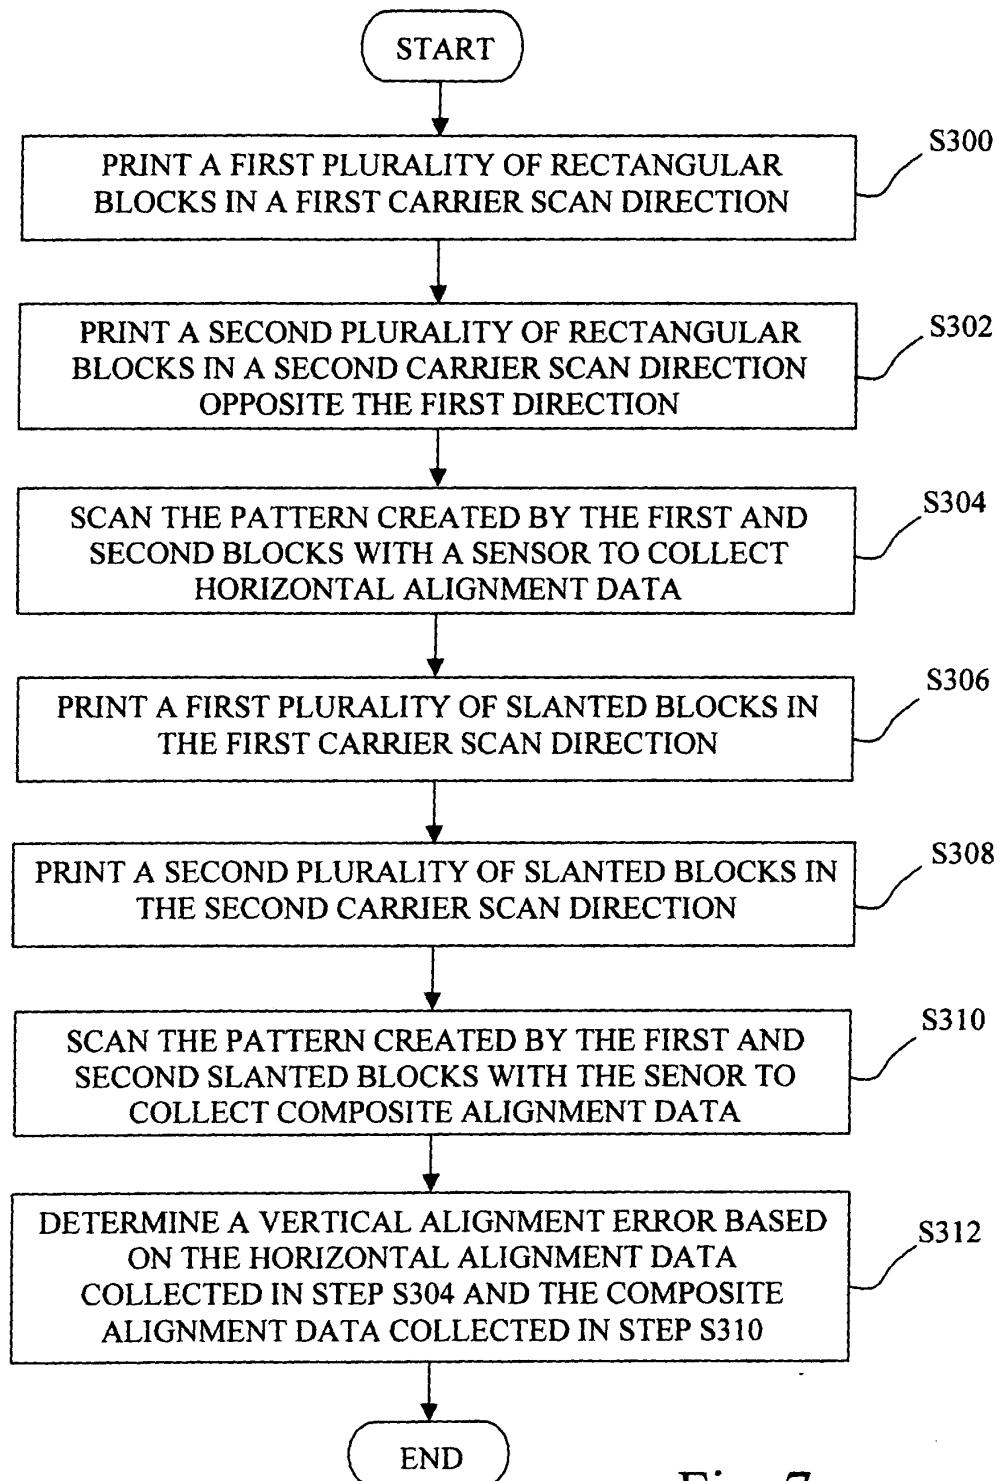 START
S300
PRINT A FIRST PLURALITY OF RECTANGULAR
BLOCKS IN A FIRST CARRIER SCAN DIRECTION
S302
PRINT A SECOND PLURALITY OF RECTANGULAR
BLOCKS IN A SECOND CARRIER SCAN DIRECTION
OPPOSITE THE FIRST DIRECTION
S304
SCAN THE PATTERN CREATED BY THE FIRST AND
SECOND BLOCKS WITH A SENSOR TO COLLECT
HORIZONTAL ALIGNMENT DATA
S306
PRINT A FIRST PLURALITY OF SLANTED BLOCKS IN
THE FIRST CARRIER SCAN DIRECTION
S308
PRINT A SECOND PLURALITY OF SLANTED BLOCKS IN
THE SECOND CARRIER SCAN DIRECTION
S310
SCAN THE PATTERN CREATED BY THE FIRST AND
SECOND SLANTED BLOCKS WITH THE SENOR TO
COLLECT COMPOSITE ALIGNMENT DATA
S312
DETERMINE A VERTICAL ALIGNMENT ERROR BASED
ON THE HORIZONTAL ALIGNMENT DATA
COLLECTED IN STEP S304 AND THE COMPOSITE
ALIGNMENT DATA COLLECTED IN STEP S310
END
Fig. 7